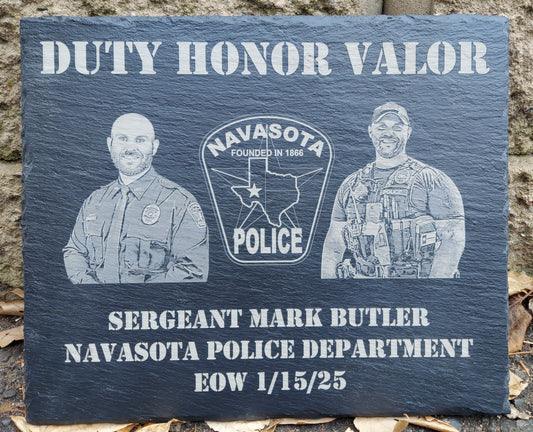 DUTY HONOR VALOR
NAVASOTA
FOUNDED IN 1866
POLICE
SERGEANT MARK BUTLER
NAVASOTA POLICE DEPARTMENT
EOW 1/15/25